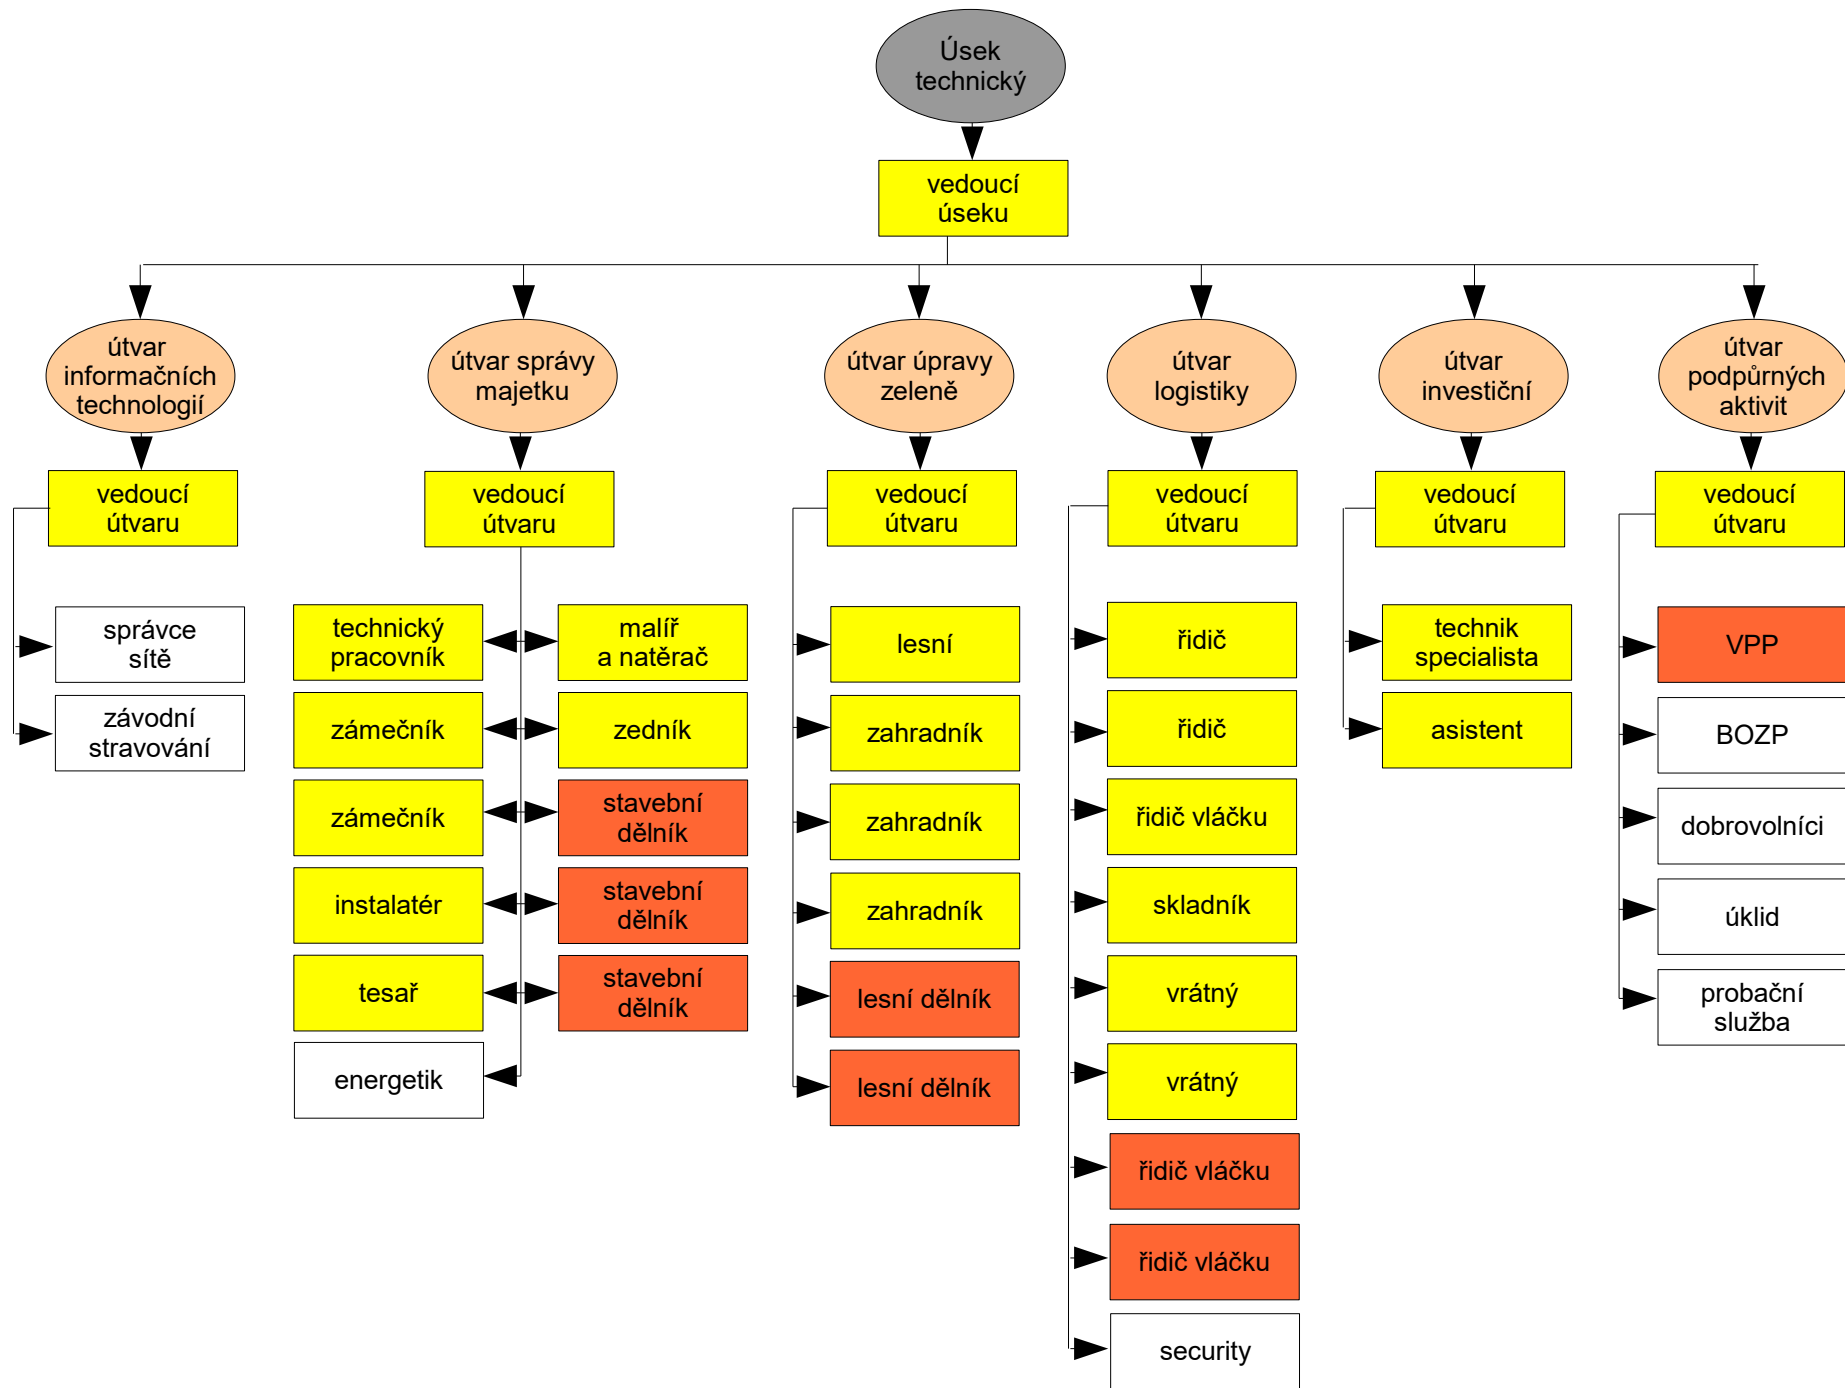 Úsek
technický
vedoucí
úseku
útvar
informačních
technologií
útvar správy
majetku
útvar úpravy
zeleně
útvar
logistiky
útvar
investiční
útvar
podpůrných
aktivit
vedoucí
útvaru
vedoucí
útvaru
vedoucí
útvaru
vedoucí
útvaru
vedoucí
útvaru
vedoucí
útvaru
správce
sítě
závodní
stravování
technický
pracovník
zámečník
zámečník
instalatér
tesař
energetik
malíř
a natěrač
zedník
stavební
dělník
stavební
dělník
stavební
dělník
lesní
zahradník
zahradník
zahradník
lesní dělník
lesní dělník
řidič
řidič
řidič vláčku
skladník
vrátný
vrátný
řidič vláčku
řidič vláčku
security
technik
specialista
asistent
VPP
BOZP
dobrovolníci
úklid
probační
služba